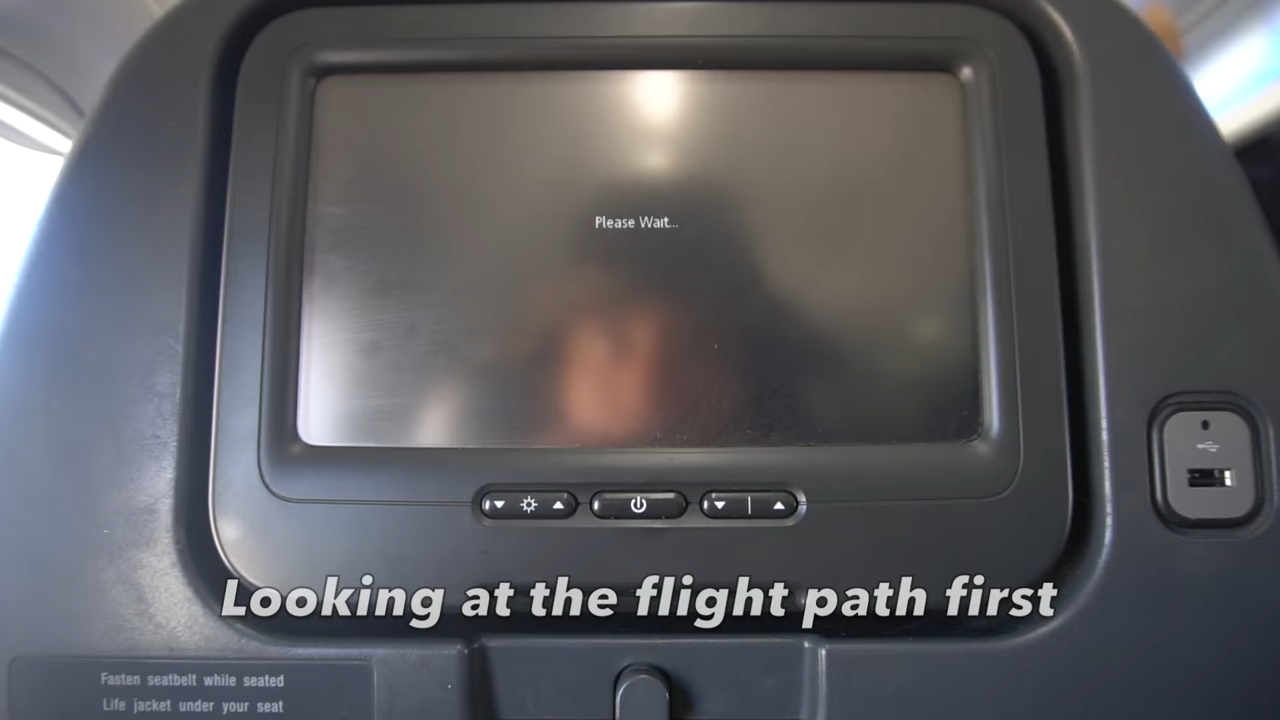 Please Wait...
Looking at the flight path first
Fasten seatbelt while seated
Life jacket under your seat